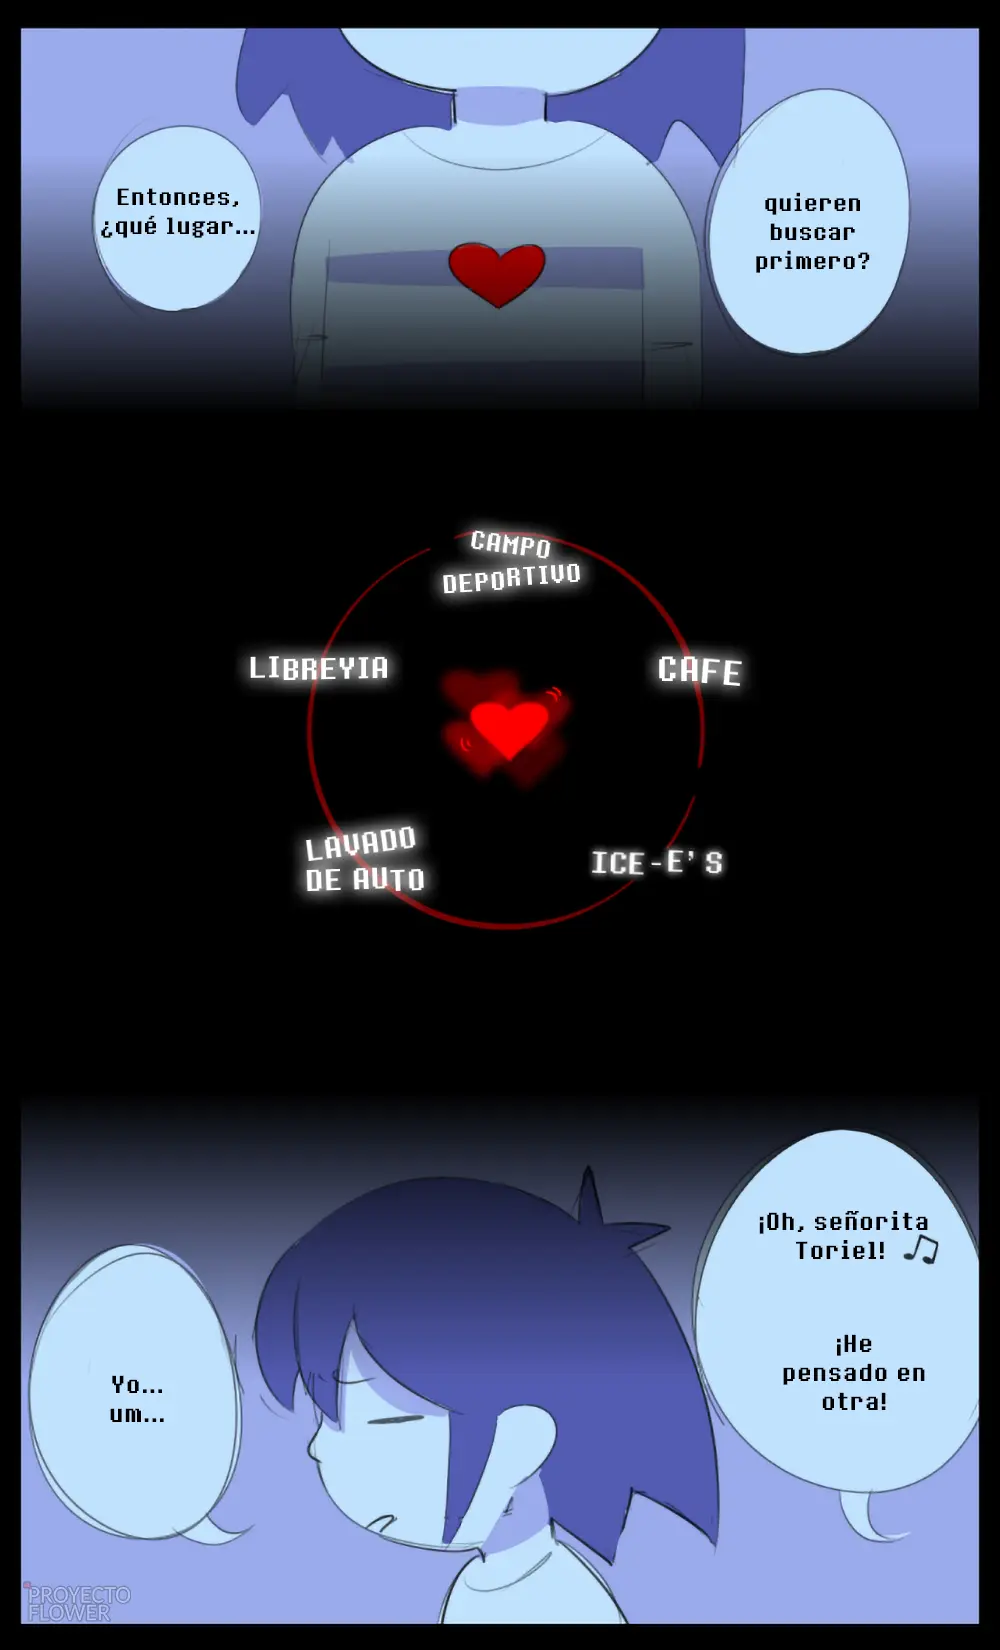 Entonces,
¿qué lugar...
quieren
buscar
primero?
CAMPO
DEPORTIVO
LIBREYIA
CAFE
LAVADO
DE AUTO
ICE-E'S
¡Oh, señorita
Toriel! ♫
¡He
pensado en
otra!
Yo...
um...
PROYECTO
FLOWER